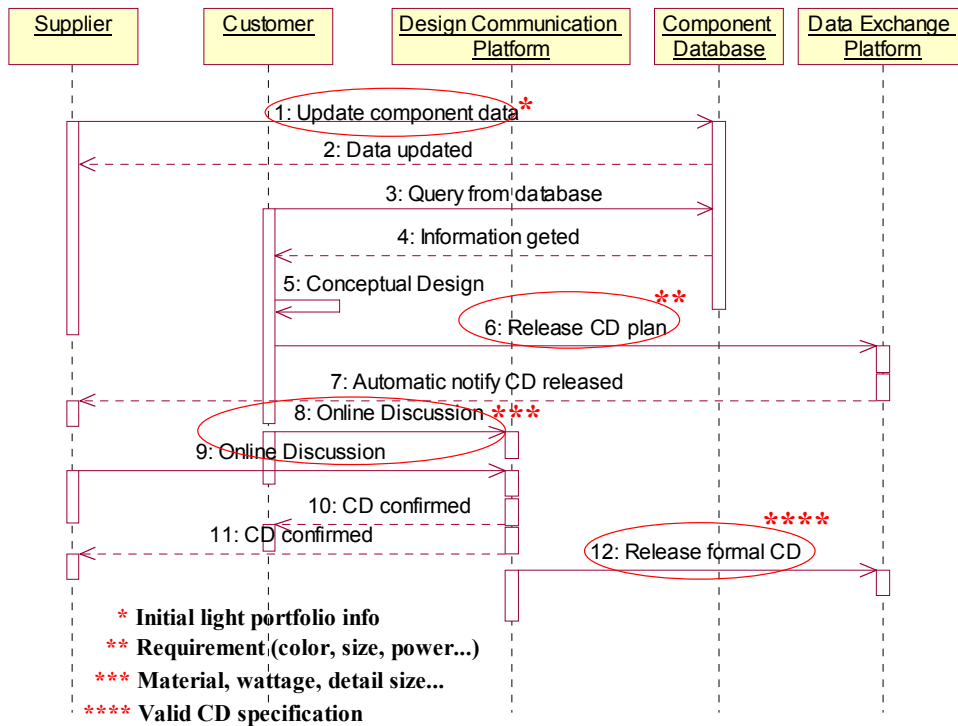 Supplier
Customer
Design Communication
Platform
Component
Database
Data Exchange
Platform
1: Update component data*
2: Data updated
3: Query from database
4: Information geted
5: Conceptual Design
**
6: Release CD plan
7: Automatic notify CD released
8: Online Discussion ***
9: Online Discussion
10: CD confirmed
11: CD confirmed
****
12: Release formal CD
* Initial light portfolio info
** Requirement (color, size, power...)
*** Material, wattage, detail size...
**** Valid CD specification